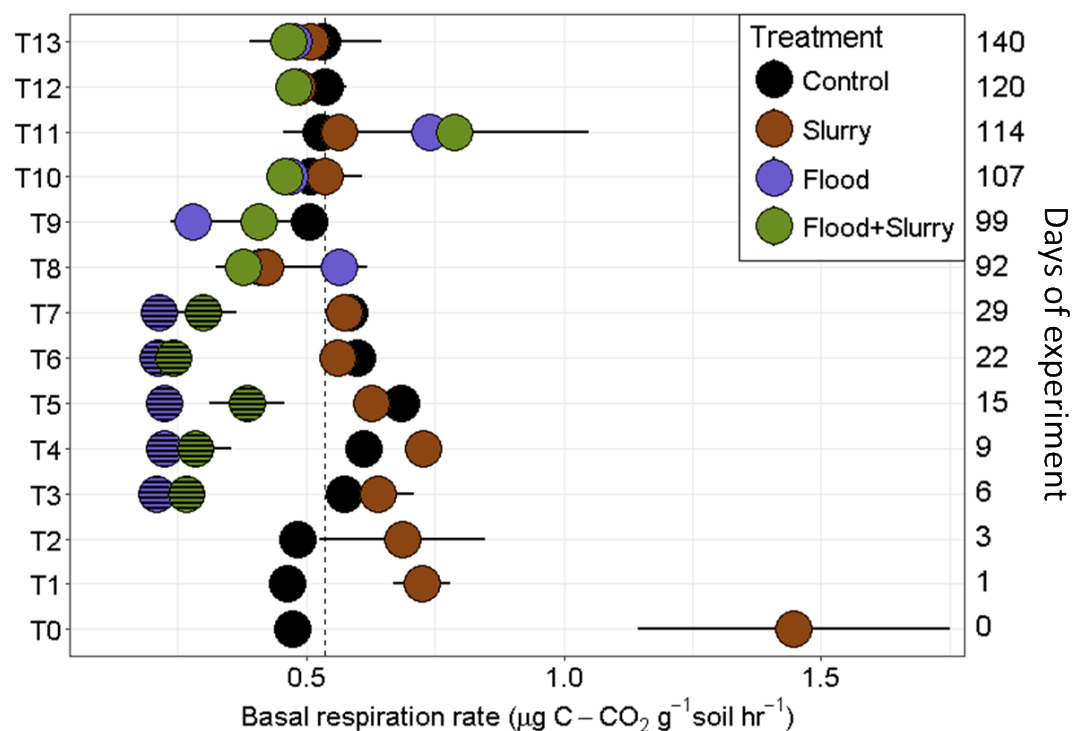 Treatment
Control
Slurry
Flood
Flood+Slurry
T13 140
T12 120
T11 114
T10 107
T9 99
T8 92
T7 29
T6 22
T5 15
T4 9
T3 6
T2 3
T1 1
T0 0
Days of experiment
0.5 1.0 1.5
Basal respiration rate (μg C – CO₂ g⁻¹soil hr⁻¹)